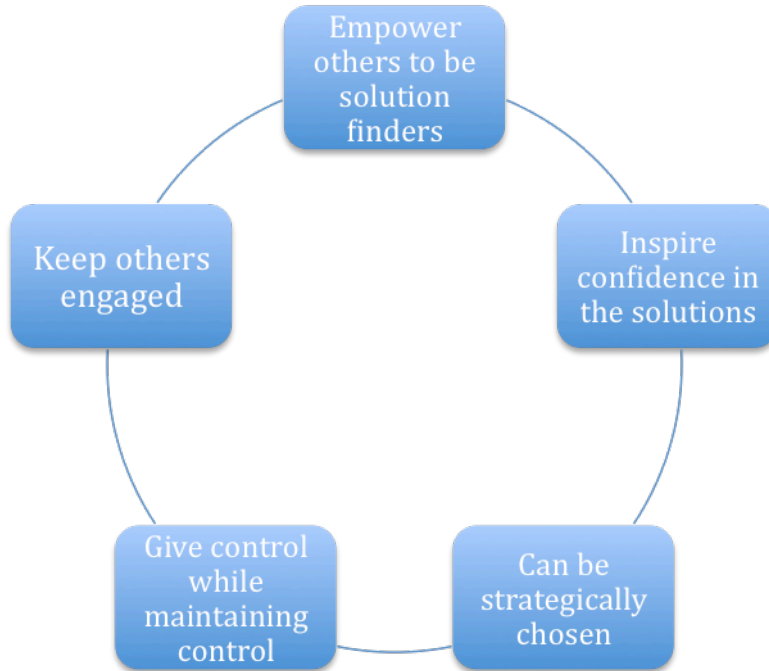 Empower
others to be
solution
finders
Inspire
confidence in
the solutions
Can be
strategically
chosen
Give control
while
maintaining
control
Keep others
engaged